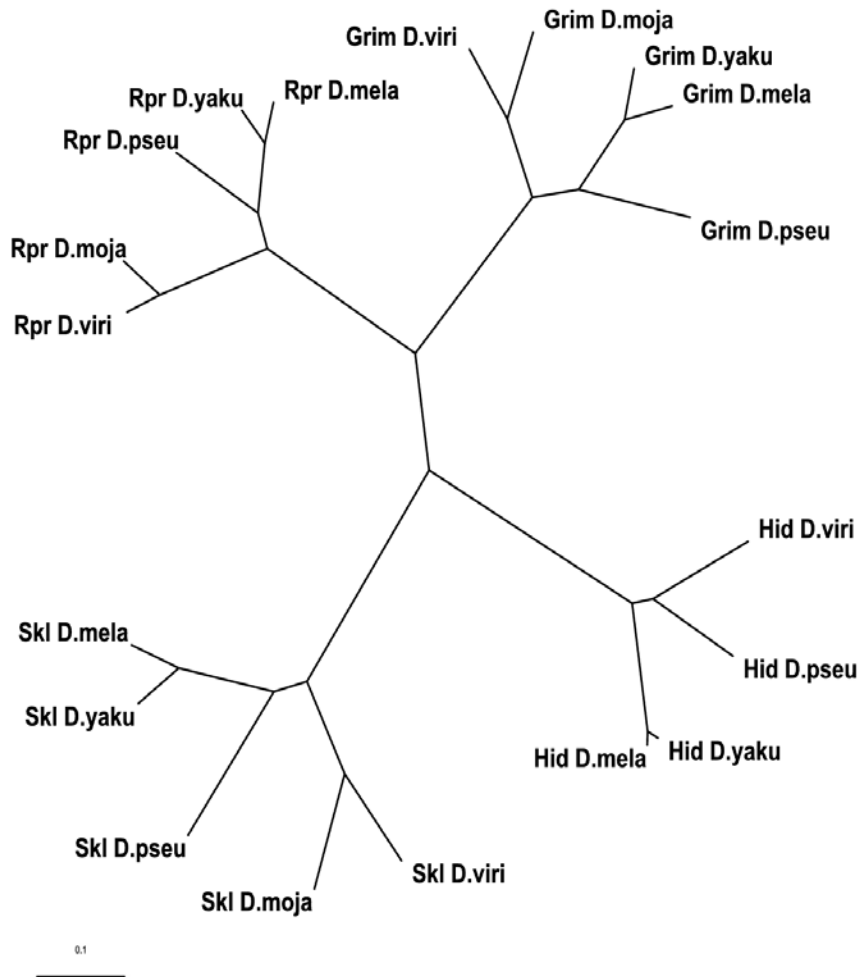 Grim D.viri
Grim D.moja
Grim D.yaku
Grim D.mela
Grim D.pseu
Rpr D.mela
Rpr D.yaku
Rpr D.pseu
Rpr D.moja
Rpr D.viri
Hid D.viri
Hid D.pseu
Hid D.yaku
Hid D.mela
Skl D.mela
Skl D.yaku
Skl D.pseu
Skl D.moja
Skl D.viri
0.1